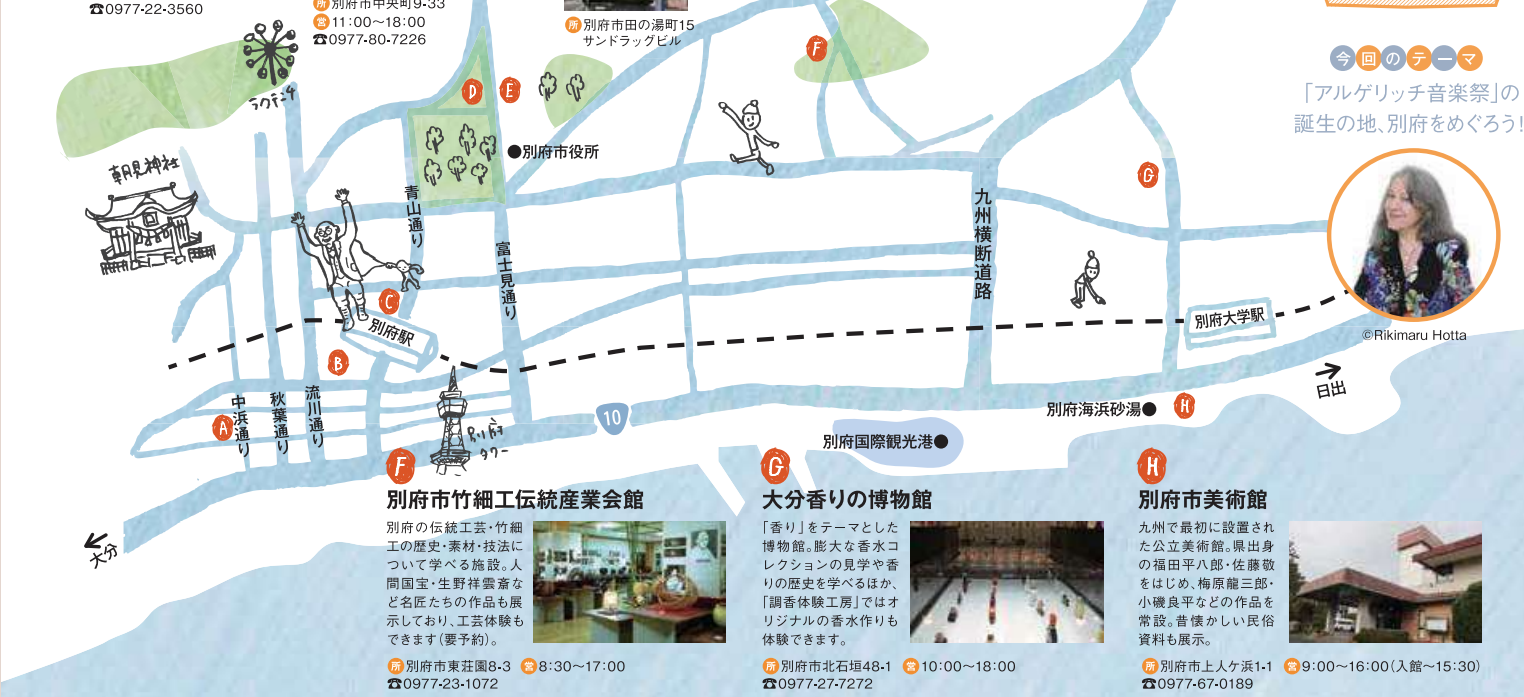 ☎0977-22-3560
所 別府市中央町9-33
営 11:00〜18:00
☎0977-80-7226
所 別府市田の湯町15
サンドラッグビル
今回のテーマ
「アルゲリッチ音楽祭」の
誕生の地、別府をめぐろう!
©Rikimaru Hotta
ラクテンチ
朝見神社
D
E
F
●別府市役所
青山通り
富士見通り
九州横断道路
G
C
別府駅
B
別府大学駅
A
中浜通り
秋葉通り
流川通り
別府タワー
10
別府国際観光港●
別府海浜砂湯●
H
日出
大分
F
別府市竹細工伝統産業会館
別府の伝統工芸・竹細
工の歴史・素材・技法に
ついて学べる施設。人
間国宝・生野祥雲斎な
ど名匠たちの作品も展
示しており、工芸体験も
できます(要予約)。
所 別府市東荘園8-3 営 8:30〜17:00
☎0977-23-1072
G
大分香りの博物館
「香り」をテーマとした
博物館。膨大な香水コ
レクションの見学や香
りの歴史を学べるほか、
「調香体験工房」ではオ
リジナルの香水作りも
体験できます。
所 別府市北石垣48-1 営 10:00〜18:00
☎0977-27-7272
H
別府市美術館
九州で最初に設置され
た公立美術館。県出身
の福田平八郎・佐藤敬
をはじめ、梅原龍三郎・
小磯良平などの作品を
常設。昔懐かしい民俗
資料も展示。
所 別府市上人ケ浜1-1 営 9:00〜16:00(入館〜15:30)
☎0977-67-0189